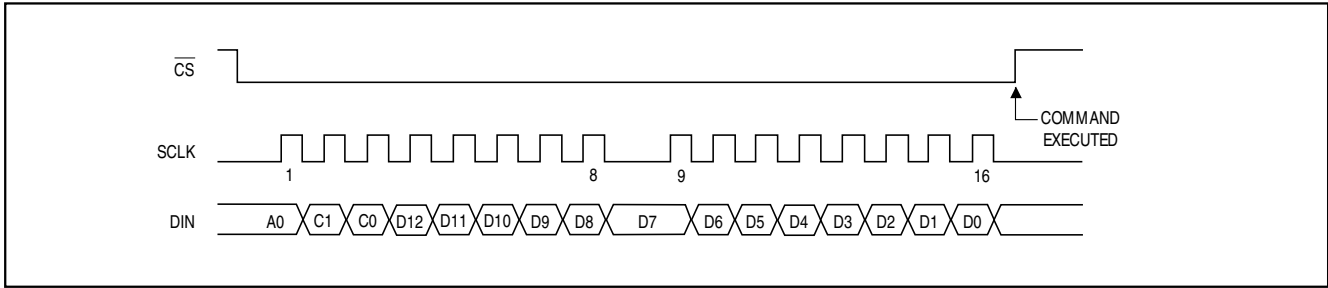 CS
COMMAND
EXECUTED
SCLK
1 8 9 16
DIN A0 C1 C0 D12 D11 D10 D9 D8 D7 D6 D5 D4 D3 D2 D1 D0